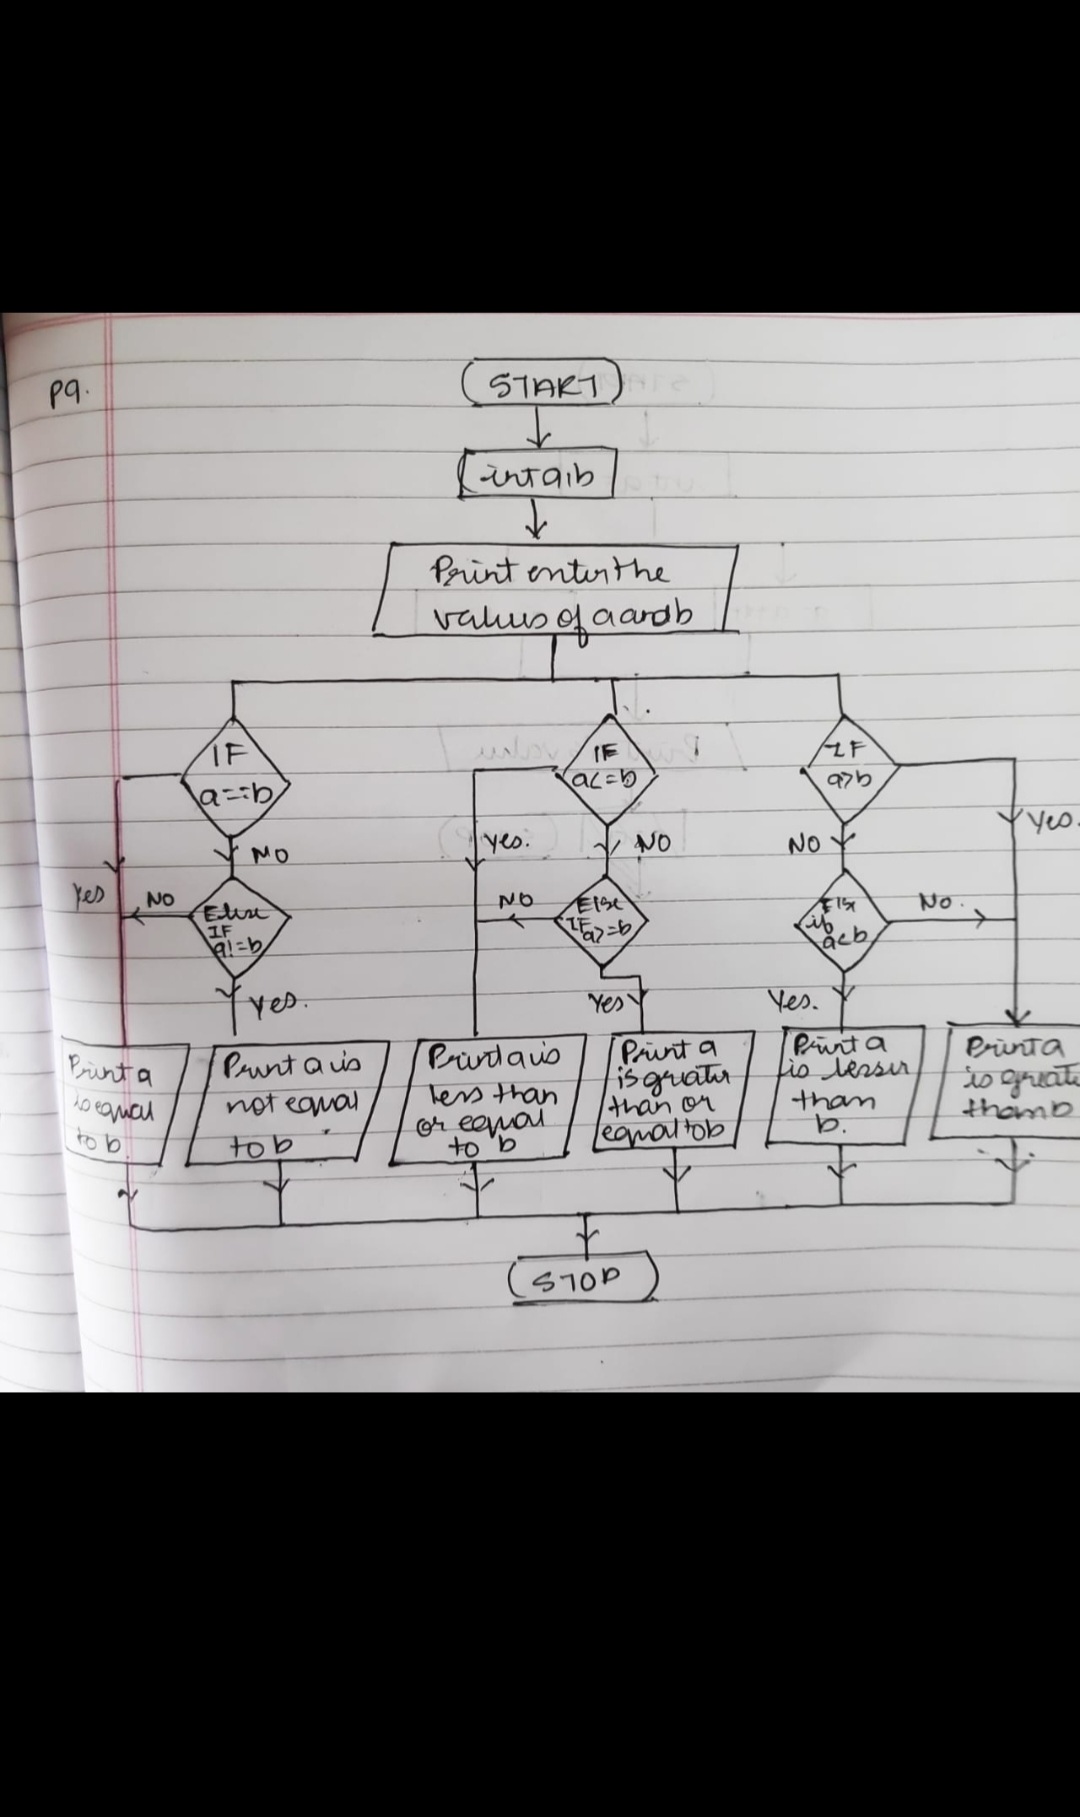 P9.
START
int a,b
Print enter the
values of a and b
IF
a==b
IF
a<=b
IF
a>b
Yes.
NO
yes.
NO
NO
Yes
NO
Else
IF
a!=b
NO
Else
IF
a>=b
Else
if
a<b
No.
Yes.
Yes
Yes.
Print a
is equal
to b
Print a is
not equal
to b
Print a is
less than
or equal
to b
Print a
is greater
than or
equal to b
Print a
is lesser
than
b.
Print a
is greate
than b
STOP